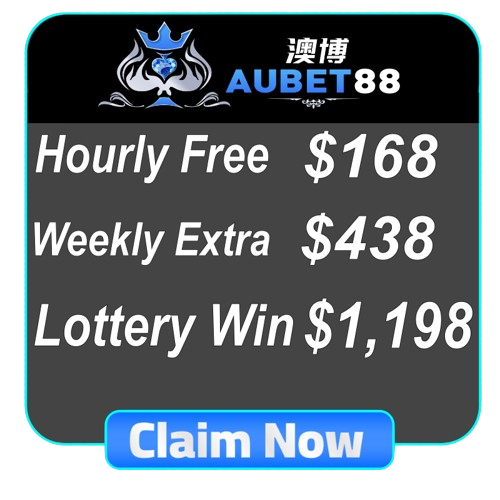 澳博
AUBET88
Hourly Free $168
Weekly Extra $438
Lottery Win $1,198
Claim Now